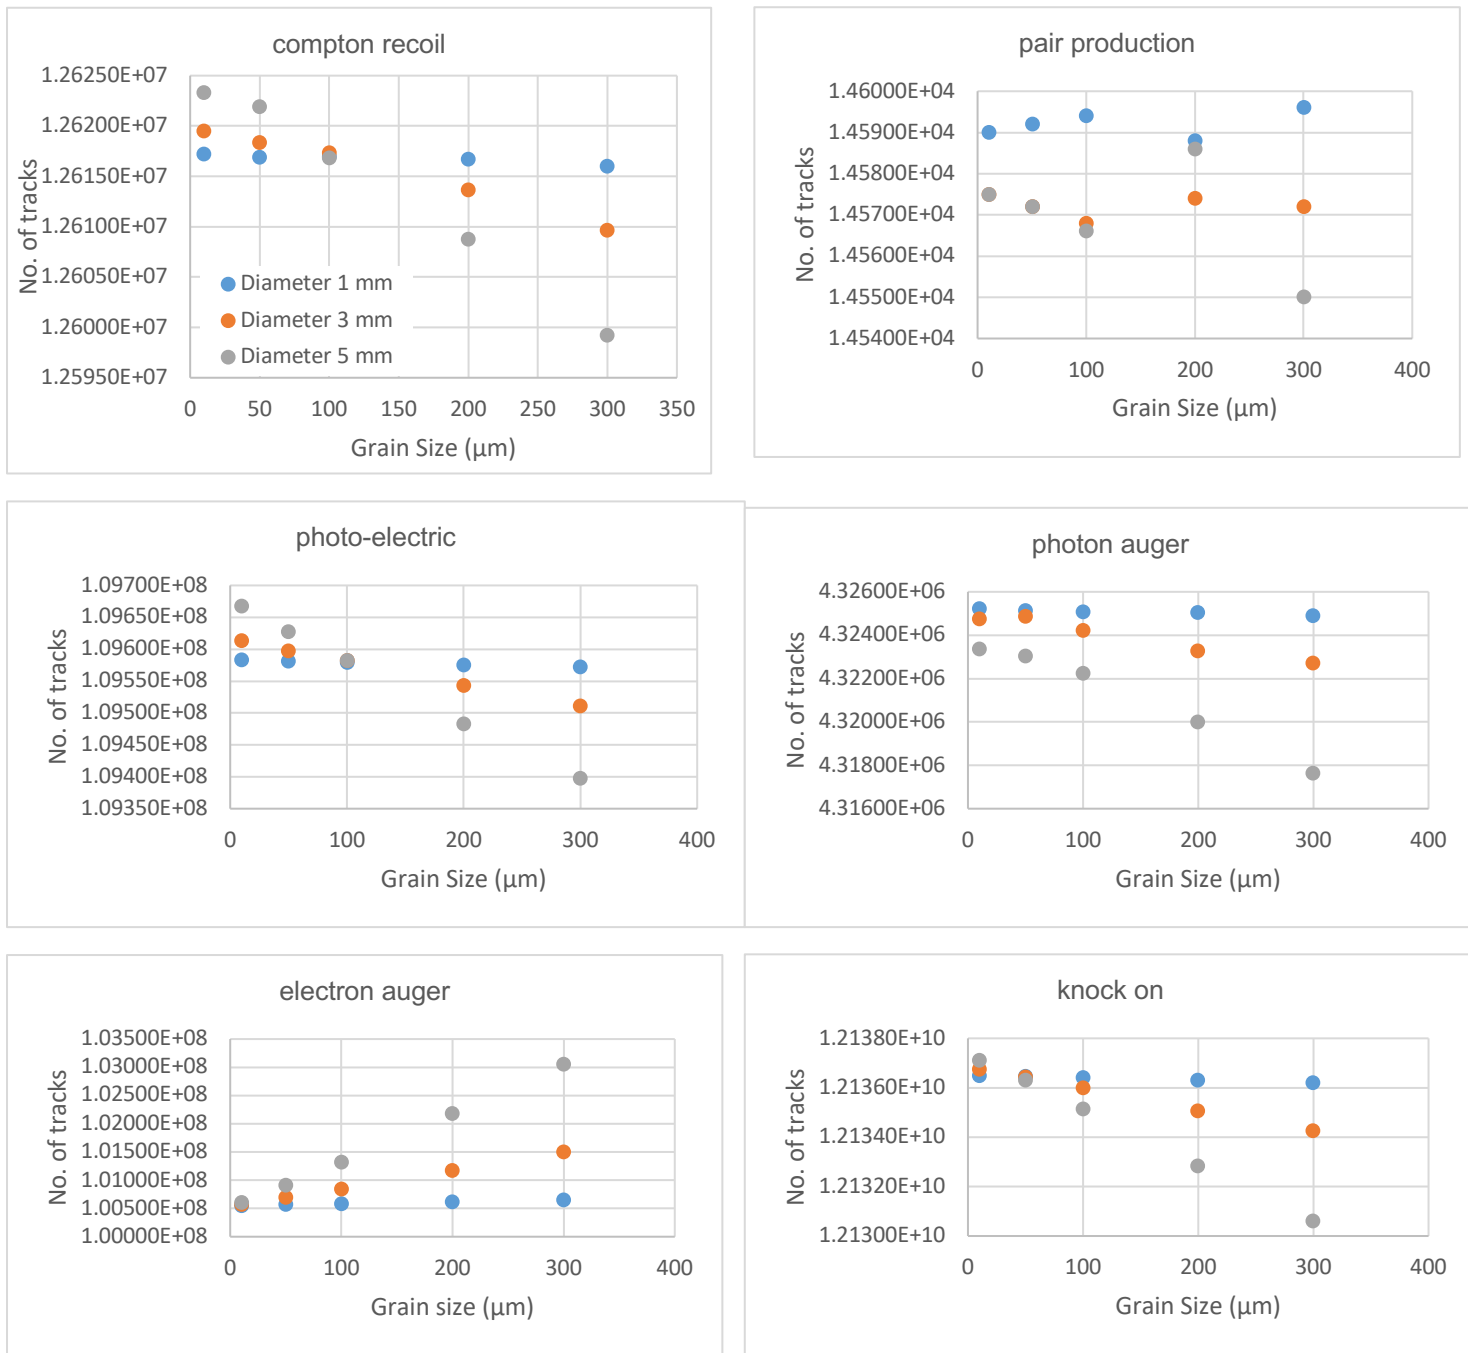 compton recoil
1.26250E+07
1.26200E+07
1.26150E+07
1.26100E+07
1.26050E+07
1.26000E+07
1.25950E+07
No. of tracks
Diameter 1 mm
Diameter 3 mm
Diameter 5 mm
0 50 100 150 200 250 300 350
Grain Size (µm)
pair production
1.46000E+04
1.45900E+04
1.45800E+04
1.45700E+04
1.45600E+04
1.45500E+04
1.45400E+04
No. of tracks
0 100 200 300 400
Grain Size (µm)
photo-electric
1.09700E+08
1.09650E+08
1.09600E+08
1.09550E+08
1.09500E+08
1.09450E+08
1.09400E+08
1.09350E+08
No. of tracks
0 100 200 300 400
Grain Size (µm)
photon auger
4.32600E+06
4.32400E+06
4.32200E+06
4.32000E+06
4.31800E+06
4.31600E+06
No. of tracks
0 100 200 300 400
Grain Size (µm)
electron auger
1.03500E+08
1.03000E+08
1.02500E+08
1.02000E+08
1.01500E+08
1.01000E+08
1.00500E+08
1.00000E+08
No. of tracks
0 100 200 300 400
Grain size (µm)
knock on
1.21380E+10
1.21360E+10
1.21340E+10
1.21320E+10
1.21300E+10
No. of tracks
0 100 200 300 400
Grain Size (µm)